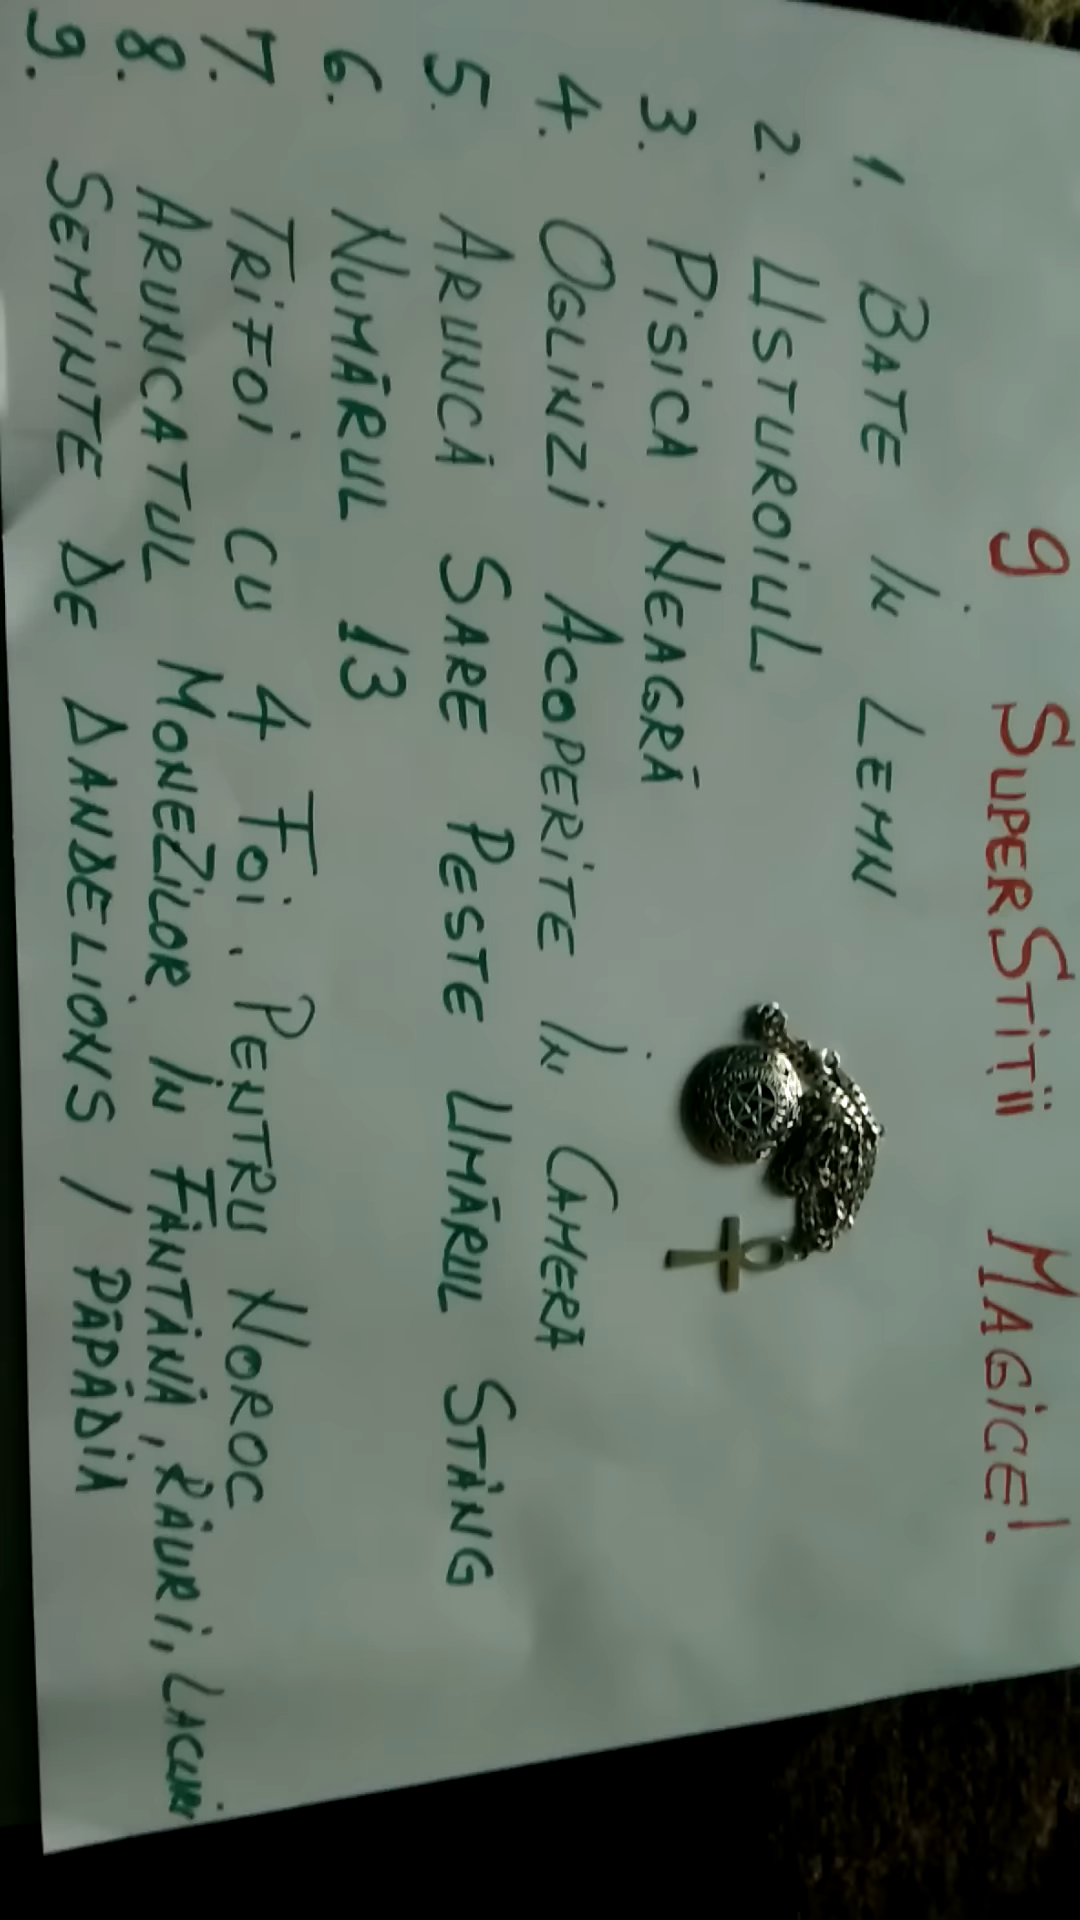 9 SUPERSTIȚII MAGICE!
1. BATE ÎN LEMN
2. USTUROIUL
3. PISICA NEAGRĂ
4. OGLINZI ACOPERITE ÎN CAMERĂ
5. ARUNCĂ SARE PESTE UMĂRUL STÂNG
6. NUMĂRUL 13
7. TRIFOI CU 4 FOI. PENTRU NOROC
8. ARUNCATUL MONEZILOR ÎN FÂNTÂNĂ, RÂURI, LACURI
9. SEMINTE DE DANDELIONS / PĂPĂDIA